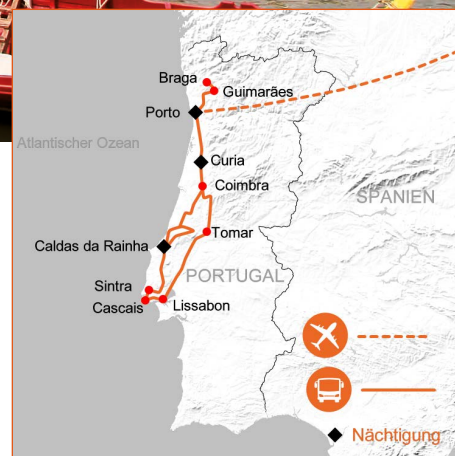 Braga
Guimarães
Porto
Atlantischer Ozean
Curia
Coimbra
SPANIEN
Tomar
Caldas da Rainha
PORTUGAL
Sintra
Cascais
Lissabon
Nächtigung